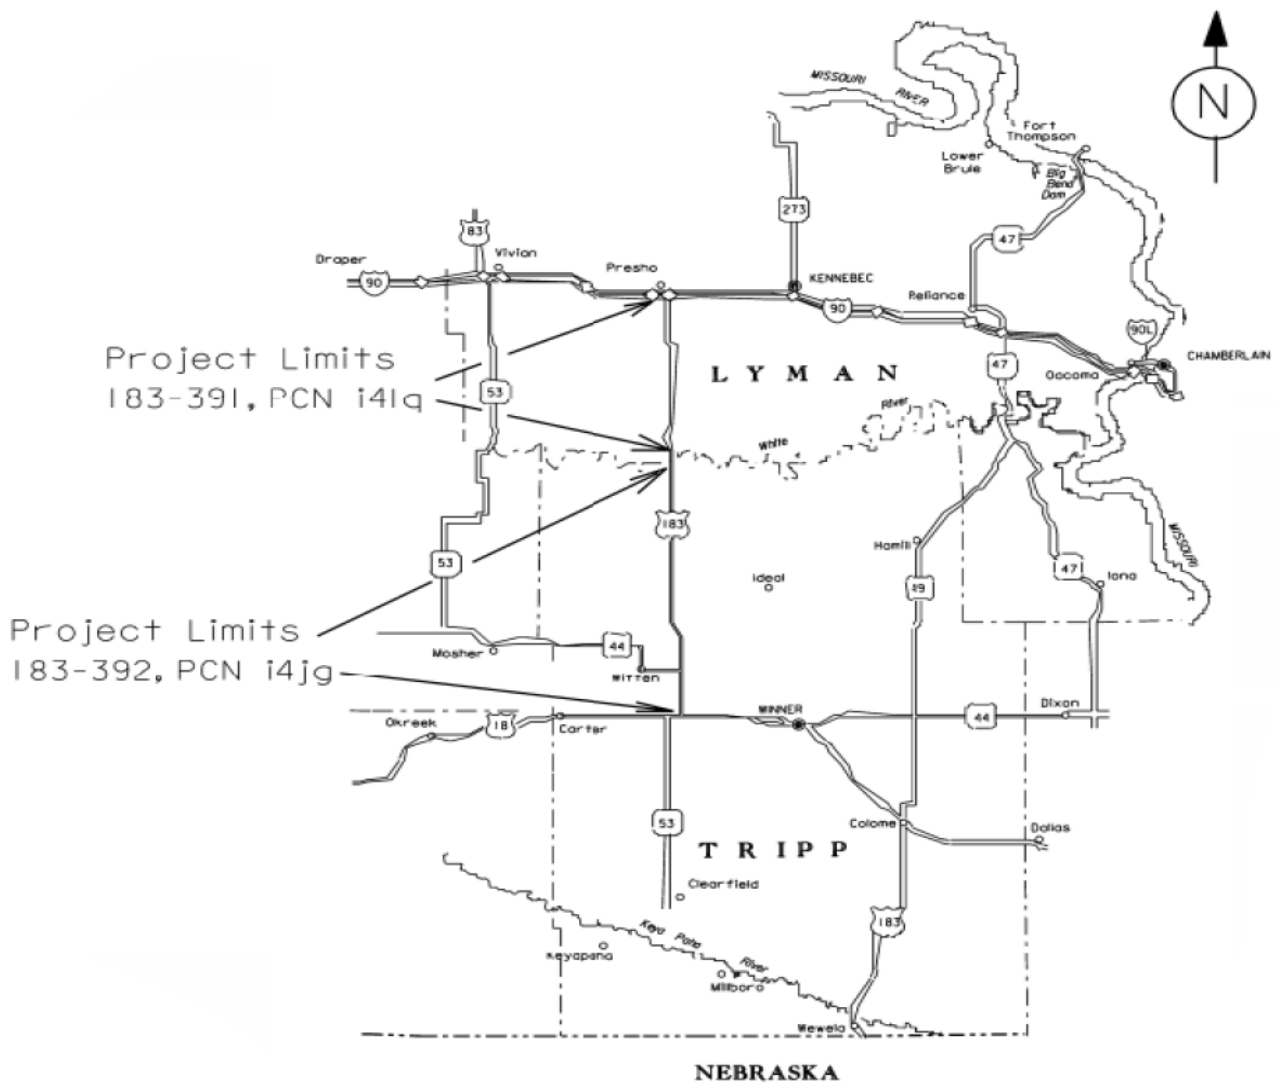 MISSOURI
RIVER
N
Fort
Thompson
Lower
Brule
Big
Bend
Dam
273
83
47
Vivian
Draper
Presho
90
KENNEBEC
Reliance
90
90L
CHAMBERLAIN
Project Limits
183-391, PCN i41q
53
47
Oacoma
LYMAN
River
White
183
MISSOURI
Hamill
53
47
Iona
Ideal
49
Project Limits
183-392, PCN i4jg
Mosher
44
Witten
Okreek
18
Carter
WINNER
44
Dixon
53
Colome
Dallas
TRIPP
Clearfield
183
Keya Paha
River
Keyapaha
Millboro
Wewela
NEBRASKA